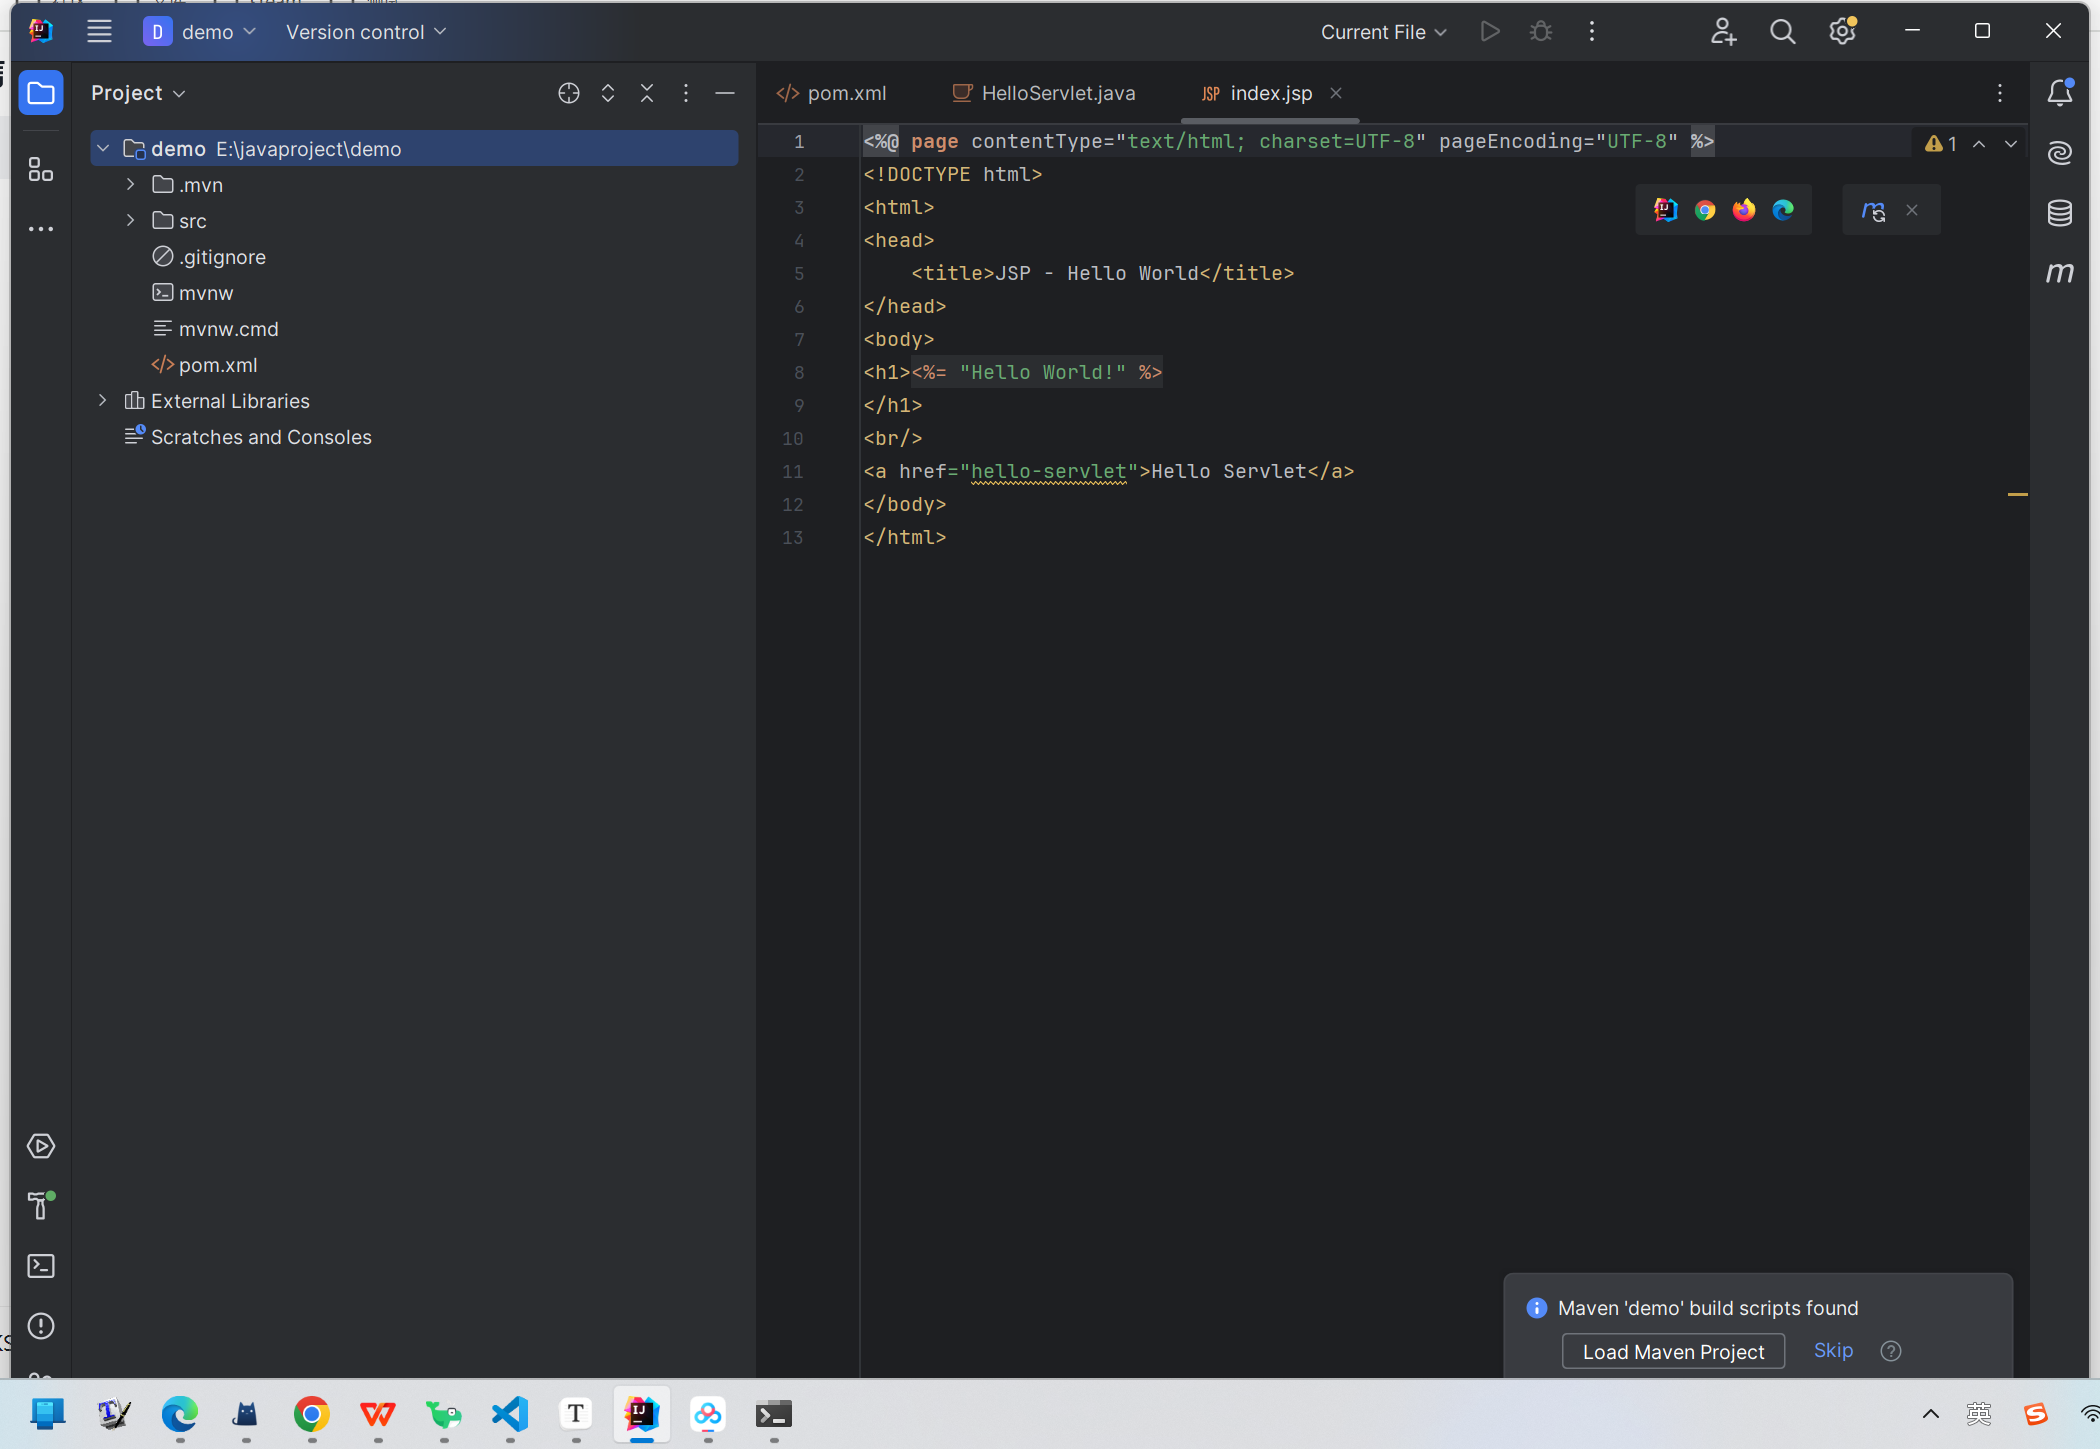 D demo Version control Current File
Project
pom.xml HelloServlet.java JSP index.jsp
demo E:\javaproject\demo
.mvn
src
.gitignore
mvnw
mvnw.cmd
pom.xml
External Libraries
Scratches and Consoles
1 <%@ page contentType="text/html; charset=UTF-8" pageEncoding="UTF-8" %>
1
2 <!DOCTYPE html>
3 <html>
4 <head>
5 <title>JSP - Hello World</title>
6 </head>
7 <body>
8 <h1><%= "Hello World!" %>
9 </h1>
10 <br/>
11 <a href="hello-servlet">Hello Servlet</a>
12 </body>
13 </html>
Maven 'demo' build scripts found
Load Maven Project Skip ?
英